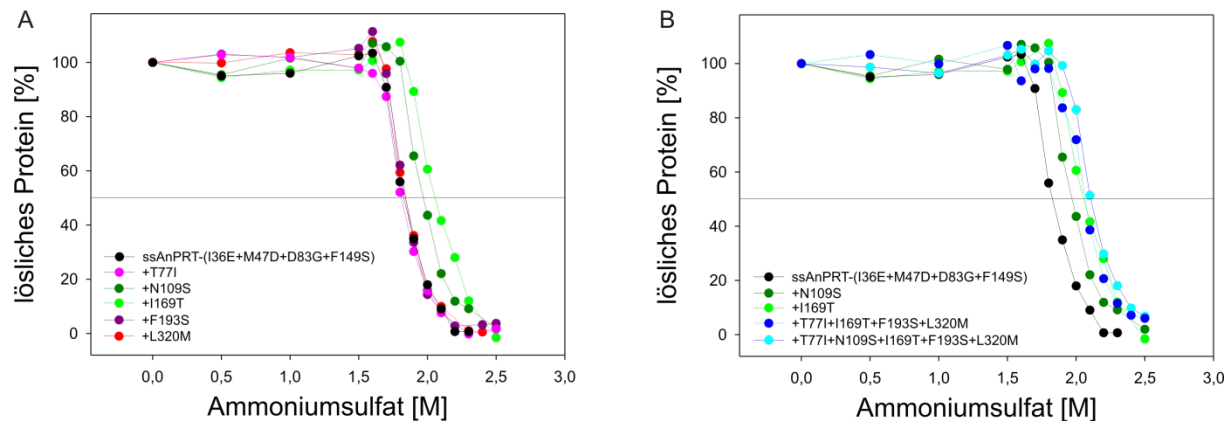 A
lösliches Protein [%]
100
80
60
40
20
0
ssAnPRT-(I36E+M47D+D83G+F149S)
+T77I
+N109S
+I169T
+F193S
+L320M
0,0 0,5 1,0 1,5 2,0 2,5 3,0
Ammoniumsulfat [M]
B
lösliches Protein [%]
100
80
60
40
20
0
ssAnPRT-(I36E+M47D+D83G+F149S)
+N109S
+I169T
+T77I+I169T+F193S+L320M
+T77I+N109S+I169T+F193S+L320M
0,0 0,5 1,0 1,5 2,0 2,5 3,0
Ammoniumsulfat [M]